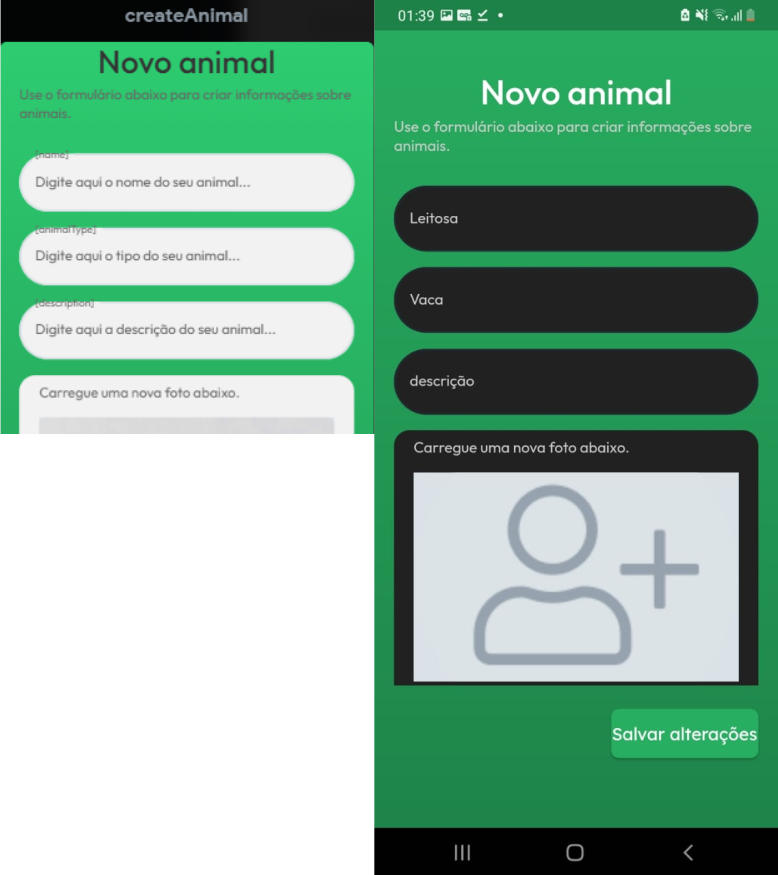 createAnimal
Novo animal
Use o formulário abaixo para criar informações sobre
animais.
[name]
Digite aqui o nome do seu animal...
[animalType]
Digite aqui o tipo do seu animal...
[description]
Digite aqui a descrição do seu animal...
Carregue uma nova foto abaixo.
01:39
Novo animal
Use o formulário abaixo para criar informações sobre
animais.
Leitosa
Vaca
descrição
Carregue uma nova foto abaixo.
Salvar alterações